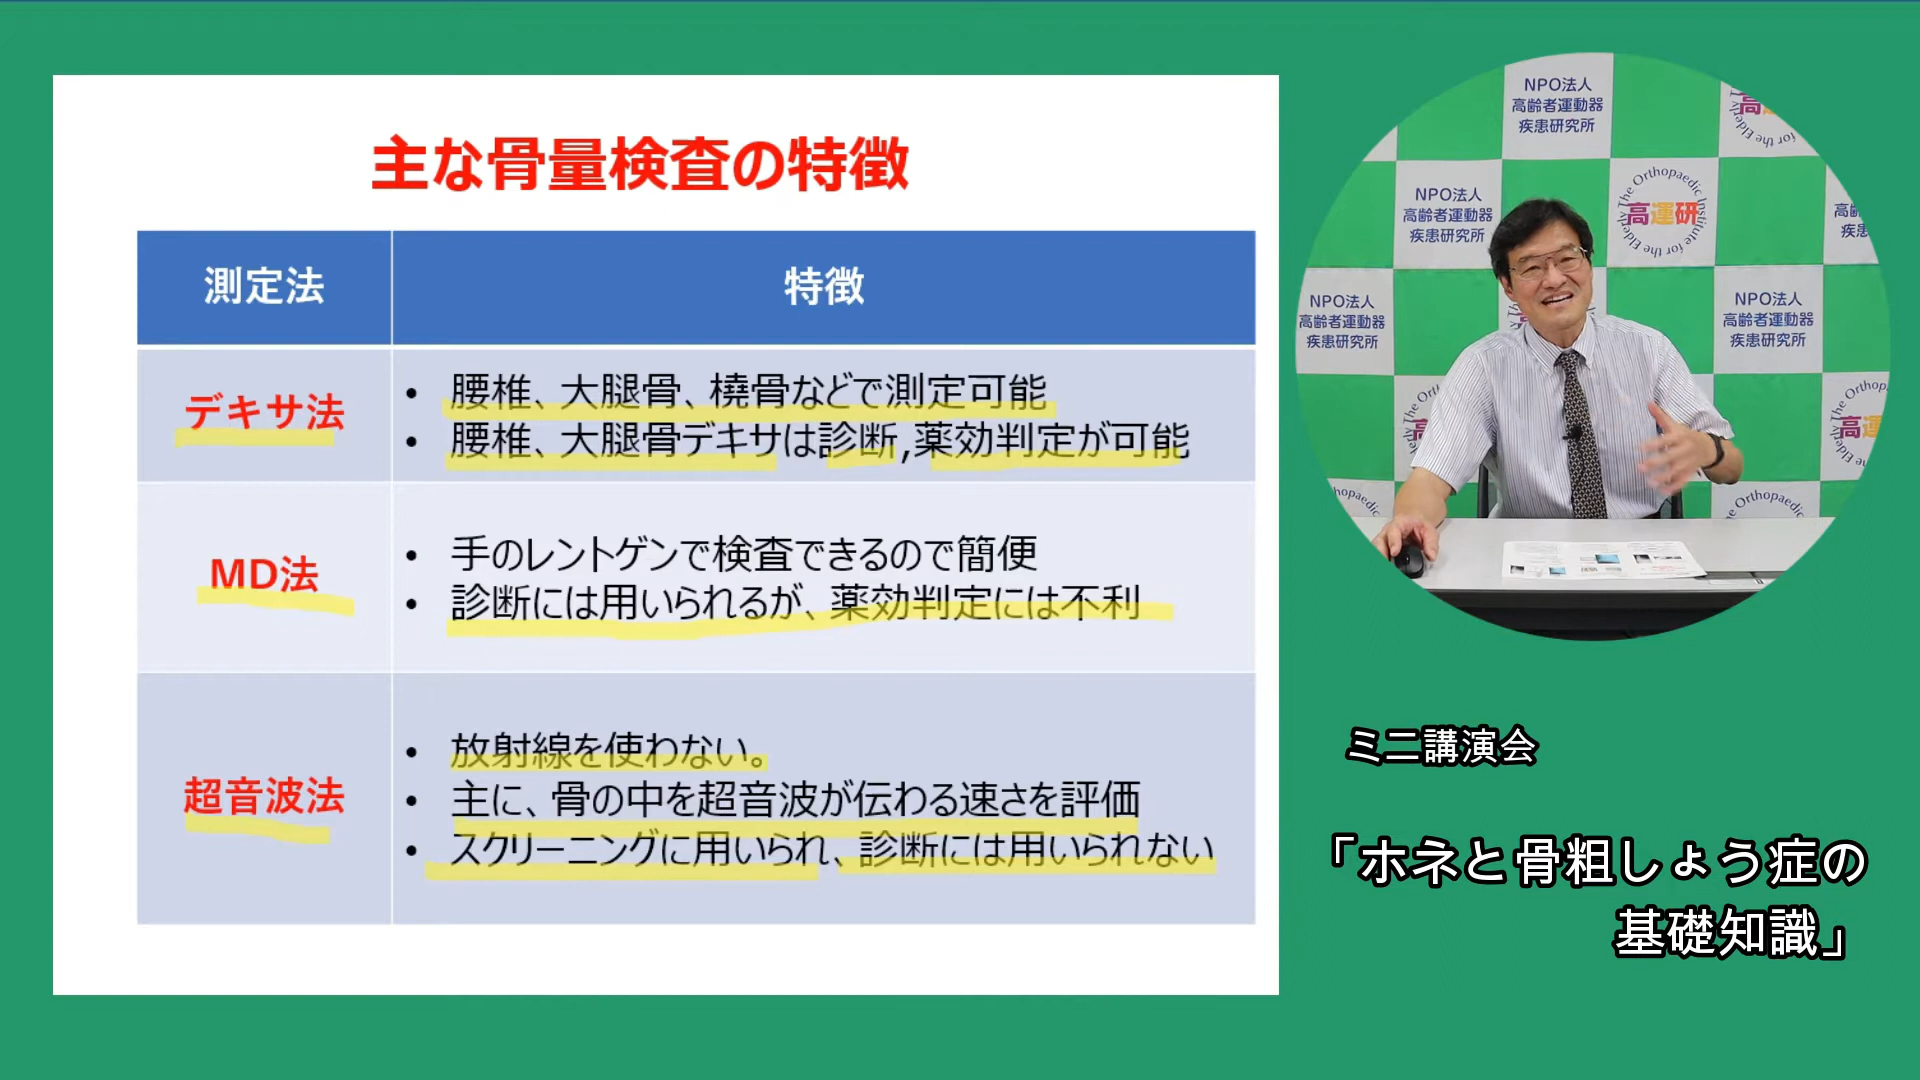 主な骨量検査の特徴
測定法
特徴
デキサ法
• 腰椎、大腿骨、橈骨などで測定可能
• 腰椎、大腿骨デキサは診断,薬効判定が可能
MD法
• 手のレントゲンで検査できるので簡便
• 診断には用いられるが、薬効判定には不利
超音波法
• 放射線を使わない。
• 主に、骨の中を超音波が伝わる速さを評価
• スクリーニングに用いられ、診断には用いられない
NPO法人
高齢者運動器
疾患研究所
NPO法人
高齢者運動器
疾患研究所
The Orthopaedic Institute for the Elderly
高運研
NPO法人
高齢者運動器
疾患研究所
NPO法人
高齢者運動器
疾患研究所
ミニ講演会
「ホネと骨粗しょう症の
基礎知識」